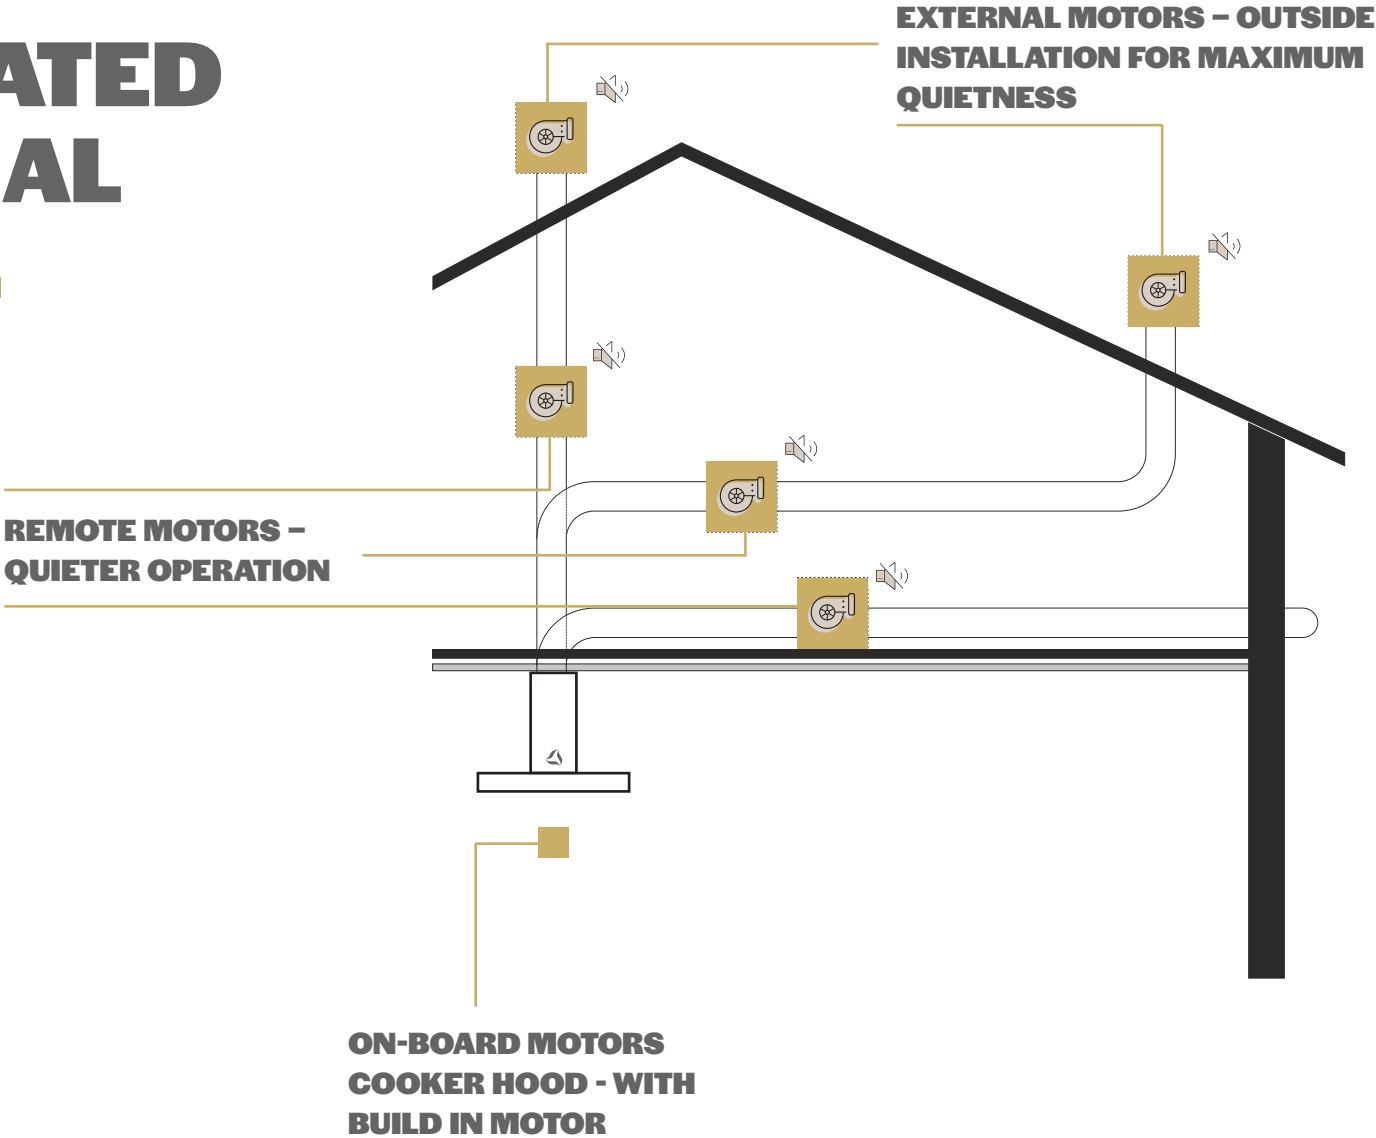 ATED
AL
EXTERNAL MOTORS – OUTSIDE
INSTALLATION FOR MAXIMUM
QUIETNESS
REMOTE MOTORS –
QUIETER OPERATION
ON-BOARD MOTORS
COOKER HOOD - WITH
BUILD IN MOTOR